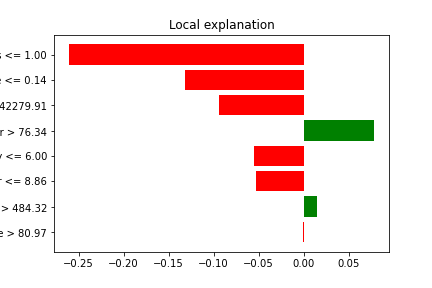 Local explanation
s <= 1.00
e <= 0.14
42279.91
r > 76.34
y <= 6.00
r <= 8.86
> 484.32
e > 80.97
−0.25 −0.20 −0.15 −0.10 −0.05 0.00 0.05